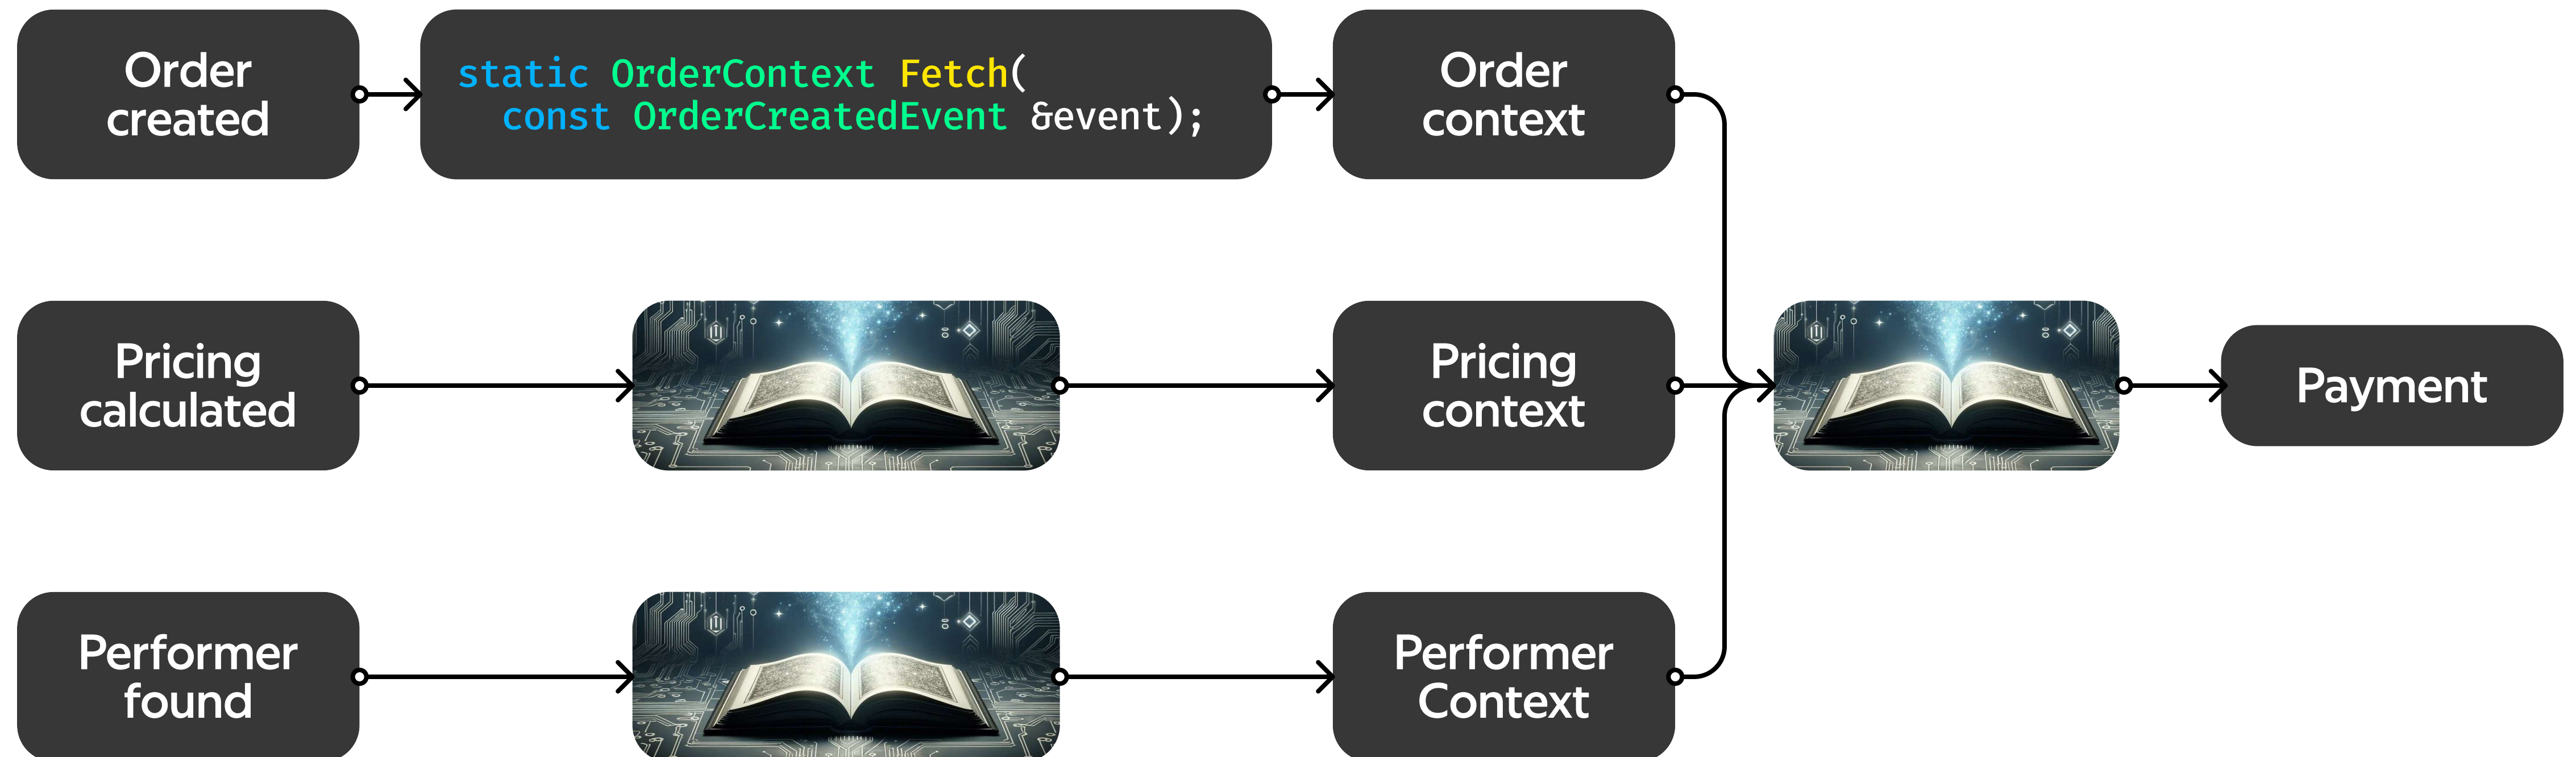 Order
created
static OrderContext Fetch(
const OrderCreatedEvent &event);
Order
context
Pricing
calculated
Pricing
context
Payment
Performer
found
Performer
Context